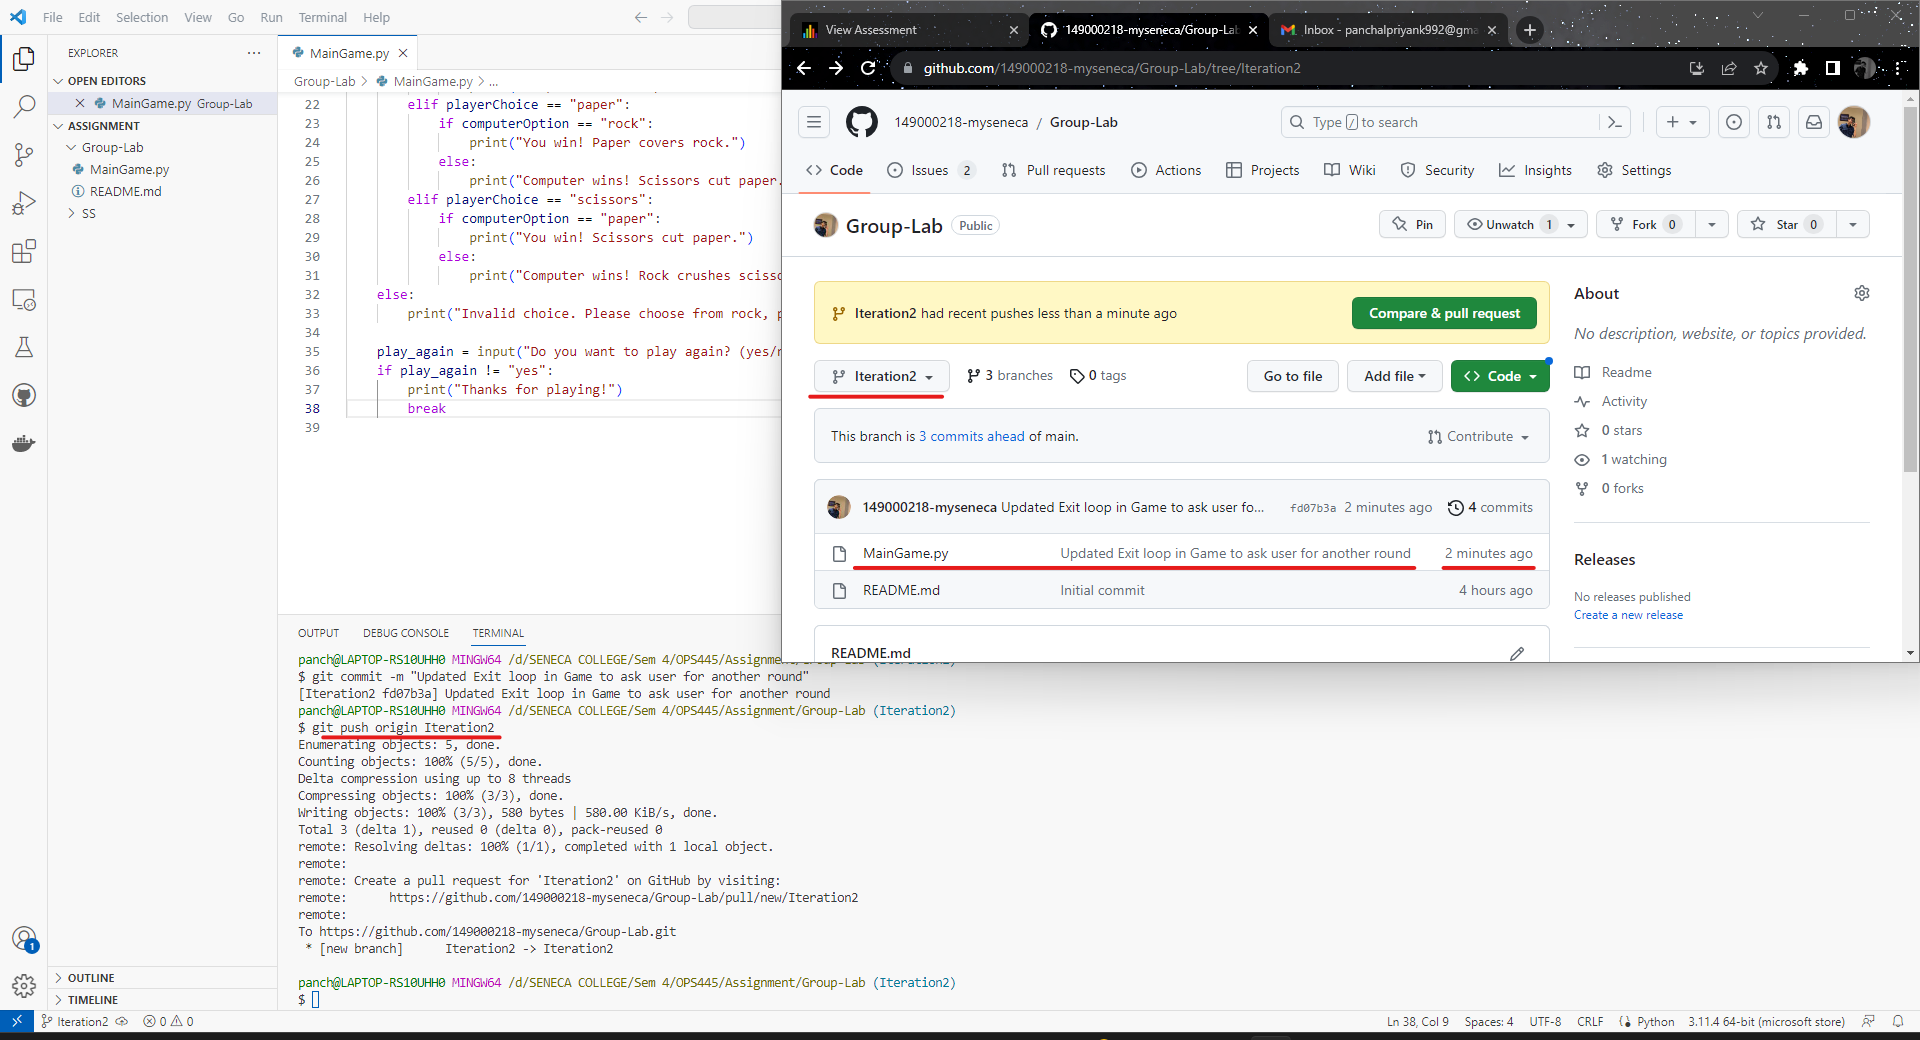 File Edit Selection View Go Run Terminal Help
EXPLORER
OPEN EDITORS
MainGame.py Group-Lab
ASSIGNMENT
Group-Lab
MainGame.py
README.md
SS
OUTLINE
TIMELINE
MainGame.py
Group-Lab > MainGame.py > ...
22 elif playerChoice == "paper":
23 if computerOption == "rock":
24 print("You win! Paper covers rock.")
25 else:
26 print("Computer wins! Scissors cut paper.
27 elif playerChoice == "scissors":
28 if computerOption == "paper":
29 print("You win! Scissors cut paper.")
30 else:
31 print("Computer wins! Rock crushes scisso
32 else:
33 print("Invalid choice. Please choose from rock, p
34
35 play_again = input("Do you want to play again? (yes/n
36 if play_again != "yes":
37 print("Thanks for playing!")
38 break
39
OUTPUT DEBUG CONSOLE TERMINAL
panch@LAPTOP-RS10UHH0 MINGW64 /d/SENECA COLLEGE/Sem 4/OPS445/Assignment/Group-Lab (Iteration2)
$ git commit -m "Updated Exit loop in Game to ask user for another round"
[Iteration2 fd07b3a] Updated Exit loop in Game to ask user for another round
panch@LAPTOP-RS10UHH0 MINGW64 /d/SENECA COLLEGE/Sem 4/OPS445/Assignment/Group-Lab (Iteration2)
$ git push origin Iteration2
Enumerating objects: 5, done.
Counting objects: 100% (5/5), done.
Delta compression using up to 8 threads
Compressing objects: 100% (3/3), done.
Writing objects: 100% (3/3), 580 bytes | 580.00 KiB/s, done.
Total 3 (delta 1), reused 0 (delta 0), pack-reused 0
remote: Resolving deltas: 100% (1/1), completed with 1 local object.
remote:
remote: Create a pull request for 'Iteration2' on GitHub by visiting:
remote: https://github.com/149000218-myseneca/Group-Lab/pull/new/Iteration2
remote:
To https://github.com/149000218-myseneca/Group-Lab.git
* [new branch] Iteration2 -> Iteration2
panch@LAPTOP-RS10UHH0 MINGW64 /d/SENECA COLLEGE/Sem 4/OPS445/Assignment/Group-Lab (Iteration2)
$
1
Iteration2 0 0
Ln 38, Col 9 Spaces: 4 UTF-8 CRLF Python 3.11.4 64-bit (microsoft store)
View Assessment
149000218-myseneca/Group-Lab
Inbox - panchalpriyank992@gma
github.com/149000218-myseneca/Group-Lab/tree/Iteration2
149000218-myseneca / Group-Lab
Type / to search
Code Issues 2 Pull requests Actions Projects Wiki Security Insights Settings
Group-Lab Public
Pin Unwatch 1 Fork 0 Star 0
Iteration2 had recent pushes less than a minute ago
Compare & pull request
Iteration2 3 branches 0 tags
Go to file Add file <> Code
This branch is 3 commits ahead of main.
Contribute
149000218-myseneca Updated Exit loop in Game to ask user fo... fd07b3a 2 minutes ago 4 commits
MainGame.py Updated Exit loop in Game to ask user for another round 2 minutes ago
README.md Initial commit 4 hours ago
README.md
About
No description, website, or topics provided.
Readme
Activity
0 stars
1 watching
0 forks
Releases
No releases published
Create a new release